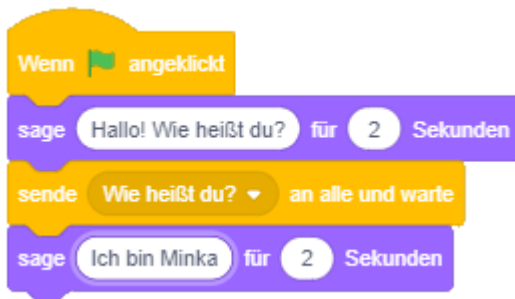 Wenn angeklickt
sage Hallo! Wie heißt du? für 2 Sekunden
sende Wie heißt du? an alle und warte
sage Ich bin Minka für 2 Sekunden